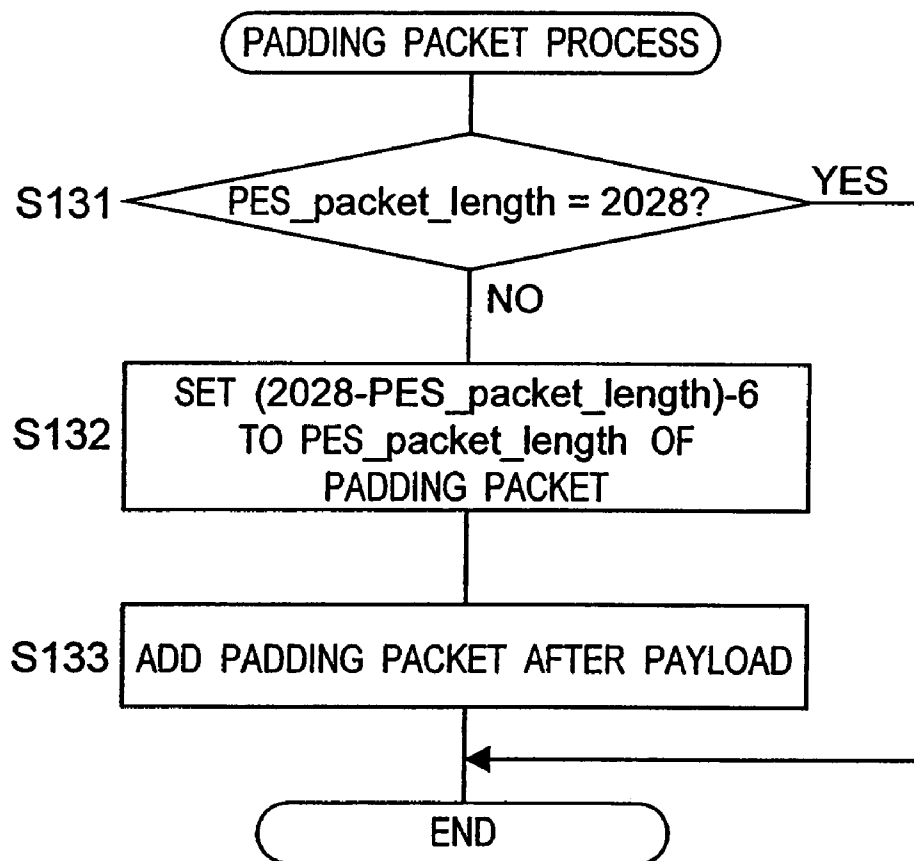 PADDING PACKET PROCESS
S131
PES_packet_length = 2028?
YES
NO
S132
SET (2028-PES_packet_length)-6
TO PES_packet_length OF
PADDING PACKET
S133
ADD PADDING PACKET AFTER PAYLOAD
END